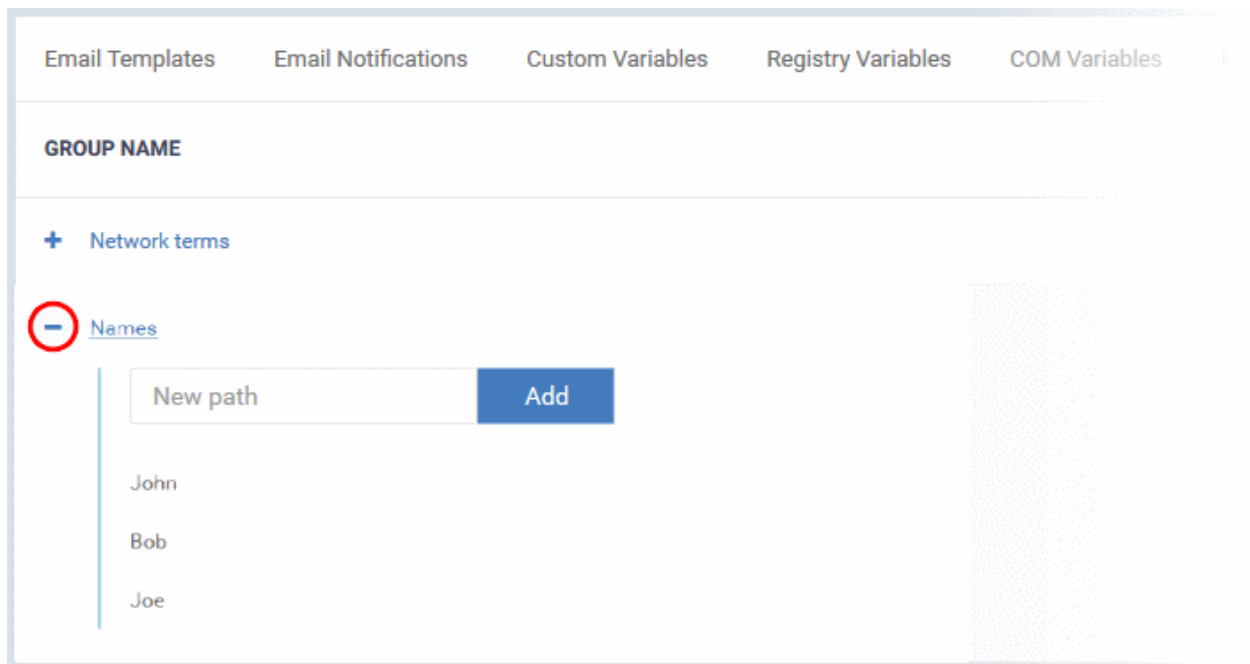 Email Templates Email Notifications Custom Variables Registry Variables COM Variables
GROUP NAME
+ Network terms
− Names
New path Add
John
Bob
Joe